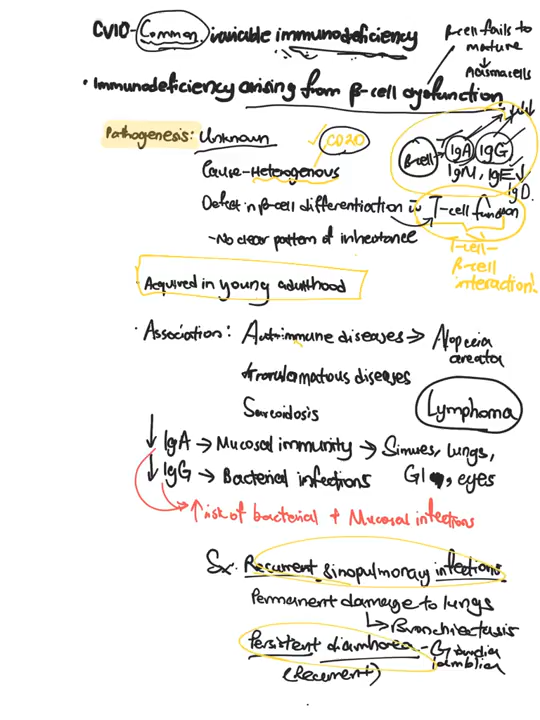 CVID - Common variable immunodeficiency
β-cell fails to
mature
↓
Plasma cells
• Immunodeficiency arising from β-cell dysfunction
Pathogenesis: Unknown
CD20
β-cell → IgA IgG
IgM, IgE
IgD.
Cause - Heterogenous
Defect in β-cell differentiation → T-cell function
T-cell -
β-cell
interaction!
- No clear pattern of inheritance
Acquired in young adulthood
• Association: Autoimmune diseases => Alopecia
areata
Granulomatous diseases
Sarcoidosis
Lymphoma
↓ IgA → Mucosal immunity → Sinuses, lungs,
GI, eyes
↓ IgG → Bacterial infections
↑ risk of bacterial + Mucosal infections
Sx: Recurrent sinopulmonary infections
Permanent damage to lungs
↳ Bronchiectasis
Persistent diarrhoea - Giardia
lamblia
(Recurrent)